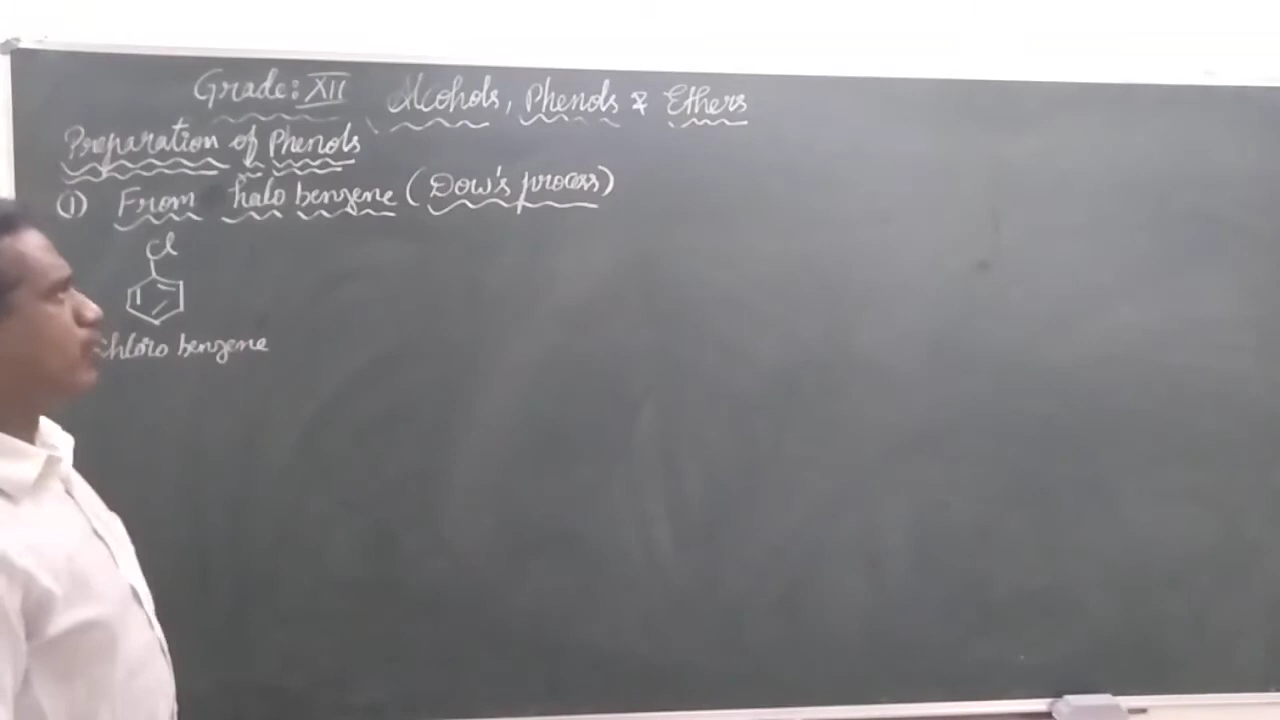 Grade: XII Alcohols, Phenols & Ethers
Preparation of Phenols
(1) From halo benzene (Dow's process)
Cl
chloro benzene